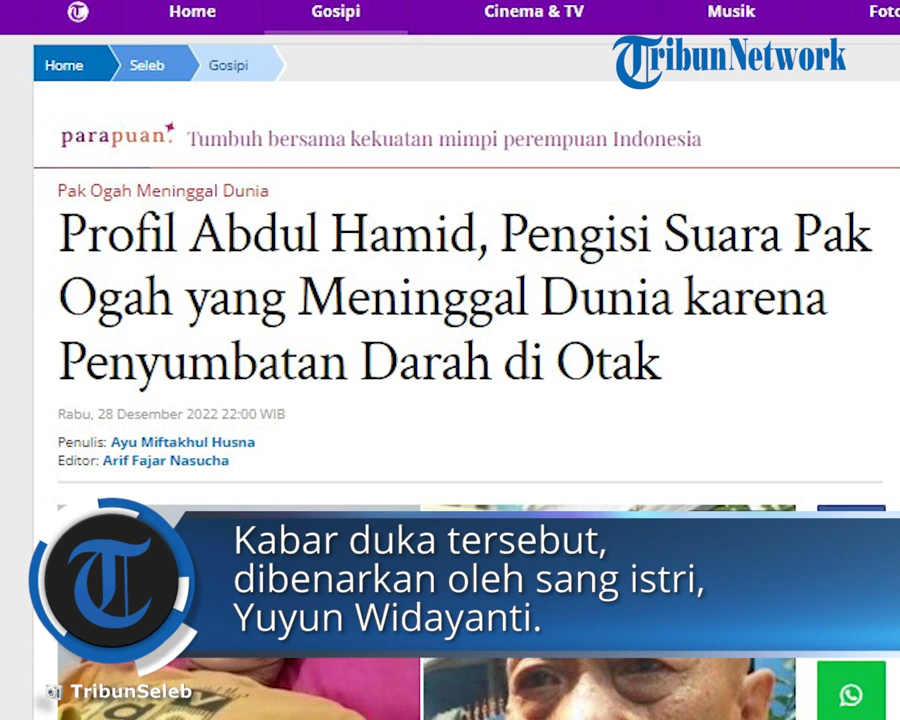 Home Gosipi Cinema & TV Musik Foto
TribunNetwork
Home Seleb Gosipi
parapuan. Tumbuh bersama kekuatan mimpi perempuan Indonesia
Pak Ogah Meninggal Dunia
Profil Abdul Hamid, Pengisi Suara Pak
Ogah yang Meninggal Dunia karena
Penyumbatan Darah di Otak
Rabu, 28 Desember 2022 22:00 WIB
Penulis: Ayu Miftakhul Husna
Editor: Arif Fajar Nasucha
Kabar duka tersebut,
dibenarkan oleh sang istri,
Yuyun Widayanti.
TribunSeleb